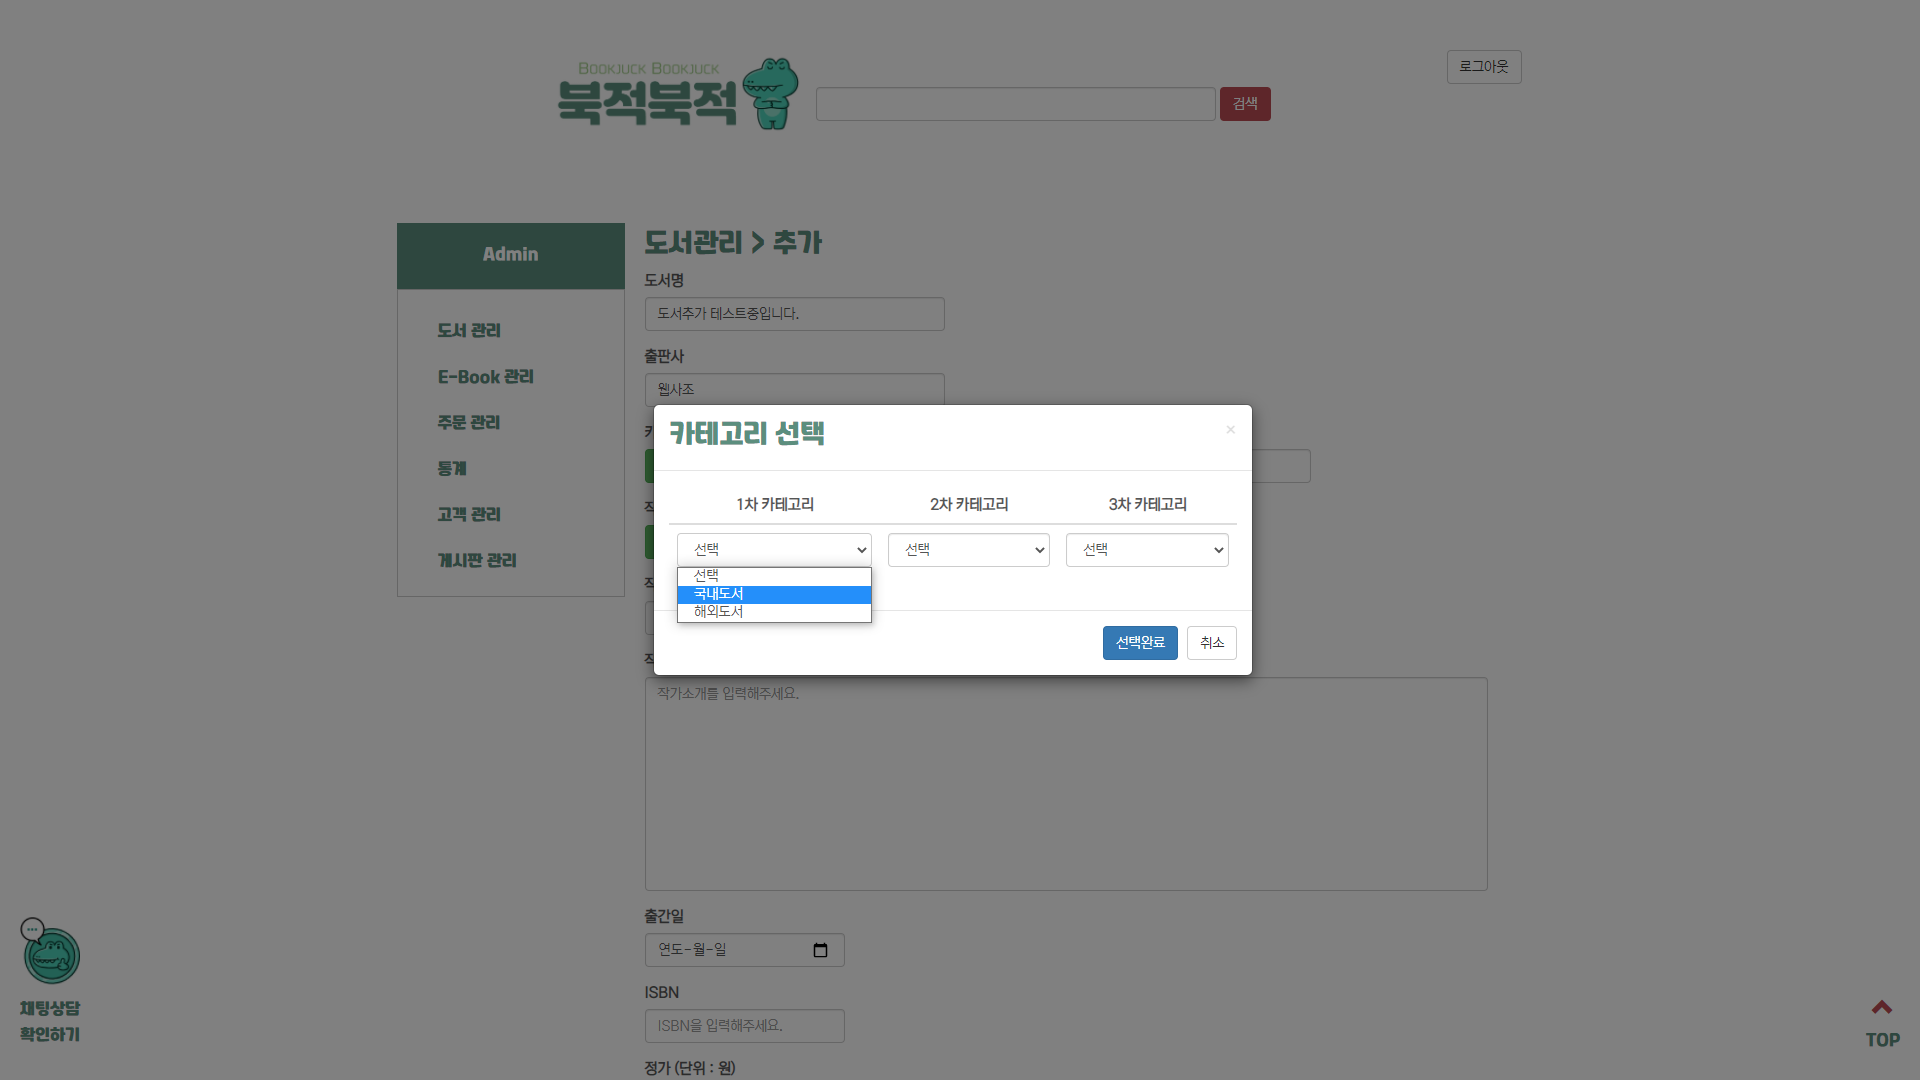 BOOKJUCK BOOKJUCK
북적북적
로그아웃
검색
Admin
도서 관리
E-Book 관리
주문 관리
통계
고객 관리
게시판 관리
도서관리 > 추가
도서명
도서추가 테스트중입니다.
출판사
웹사조
카테고리 선택
×
1차 카테고리 2차 카테고리 3차 카테고리
선택 선택 선택
선택
국내도서
해외도서
선택완료 취소
작가소개를 입력해주세요.
출간일
연도-월-일
ISBN
ISBN을 입력해주세요.
정가 (단위 : 원)
채팅상담
확인하기
TOP